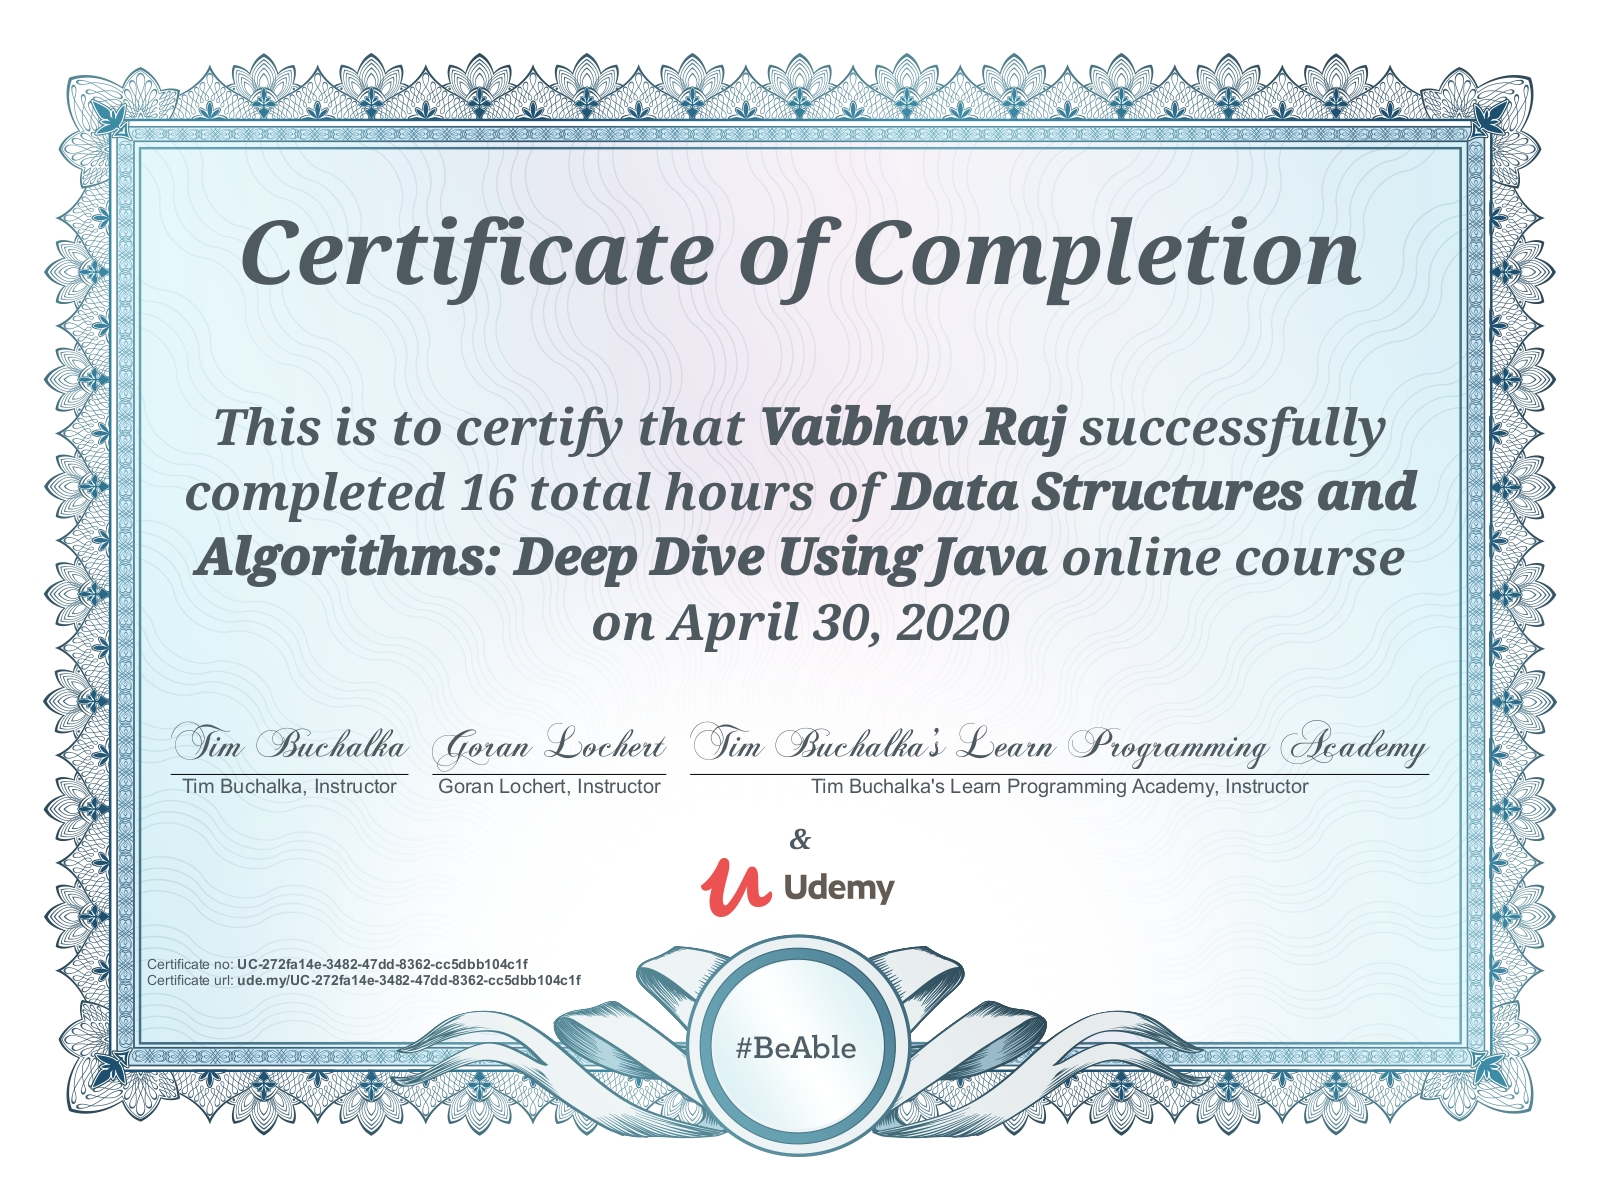 Certificate of Completion
This is to certify that Vaibhav Raj successfully
completed 16 total hours of Data Structures and
Algorithms: Deep Dive Using Java online course
on April 30, 2020
Tim Buchalka Goran Lochert Tim Buchalka's Learn Programming Academy
Tim Buchalka, Instructor Goran Lochert, Instructor Tim Buchalka's Learn Programming Academy, Instructor
&
Udemy
Certificate no: UC-272fa14e-3482-47dd-8362-cc5dbb104c1f
Certificate url: ude.my/UC-272fa14e-3482-47dd-8362-cc5dbb104c1f
#BeAble